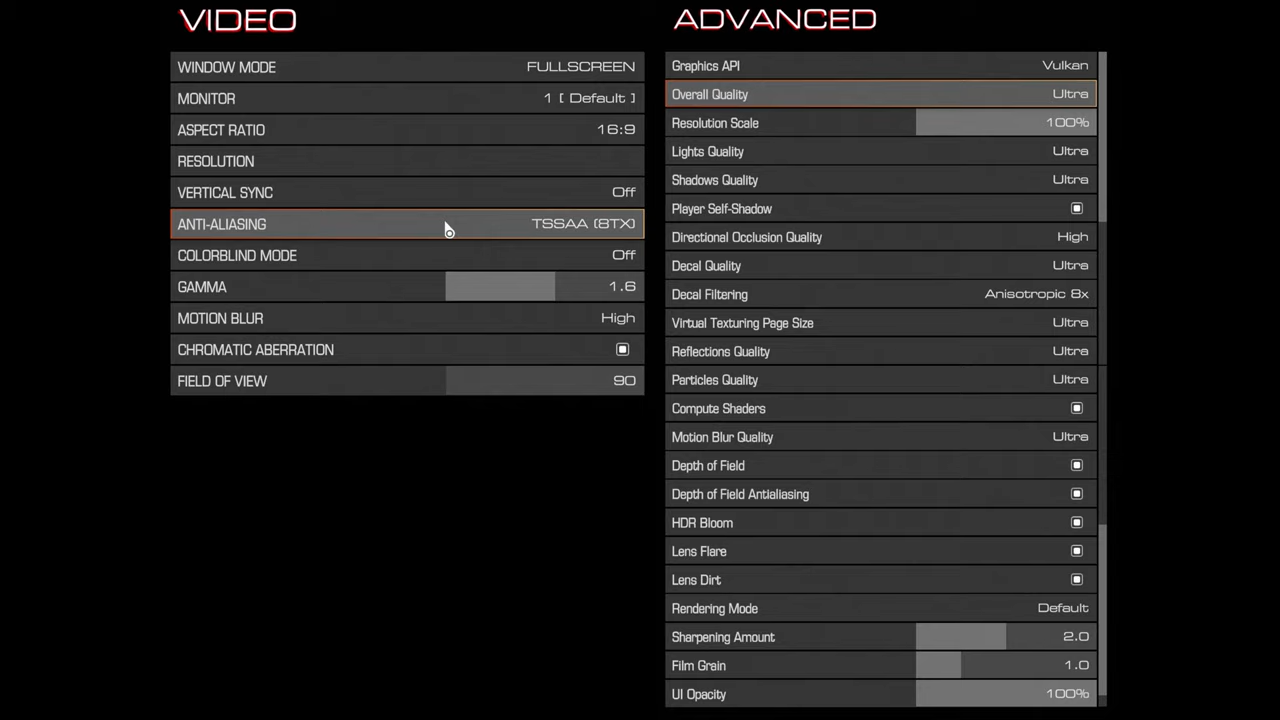 VIDEO
WINDOW MODE FULLSCREEN
MONITOR 1 [ Default ]
ASPECT RATIO 16:9
RESOLUTION
VERTICAL SYNC Off
ANTI-ALIASING TSSAA (8TX)
COLORBLIND MODE Off
GAMMA 1.6
MOTION BLUR High
CHROMATIC ABERRATION
FIELD OF VIEW 90
ADVANCED
Graphics API Vulkan
Overall Quality Ultra
Resolution Scale 100%
Lights Quality Ultra
Shadows Quality Ultra
Player Self-Shadow
Directional Occlusion Quality High
Decal Quality Ultra
Decal Filtering Anisotropic 8x
Virtual Texturing Page Size Ultra
Reflections Quality Ultra
Particles Quality Ultra
Compute Shaders
Motion Blur Quality Ultra
Depth of Field
Depth of Field Antialiasing
HDR Bloom
Lens Flare
Lens Dirt
Rendering Mode Default
Sharpening Amount 2.0
Film Grain 1.0
UI Opacity 100%